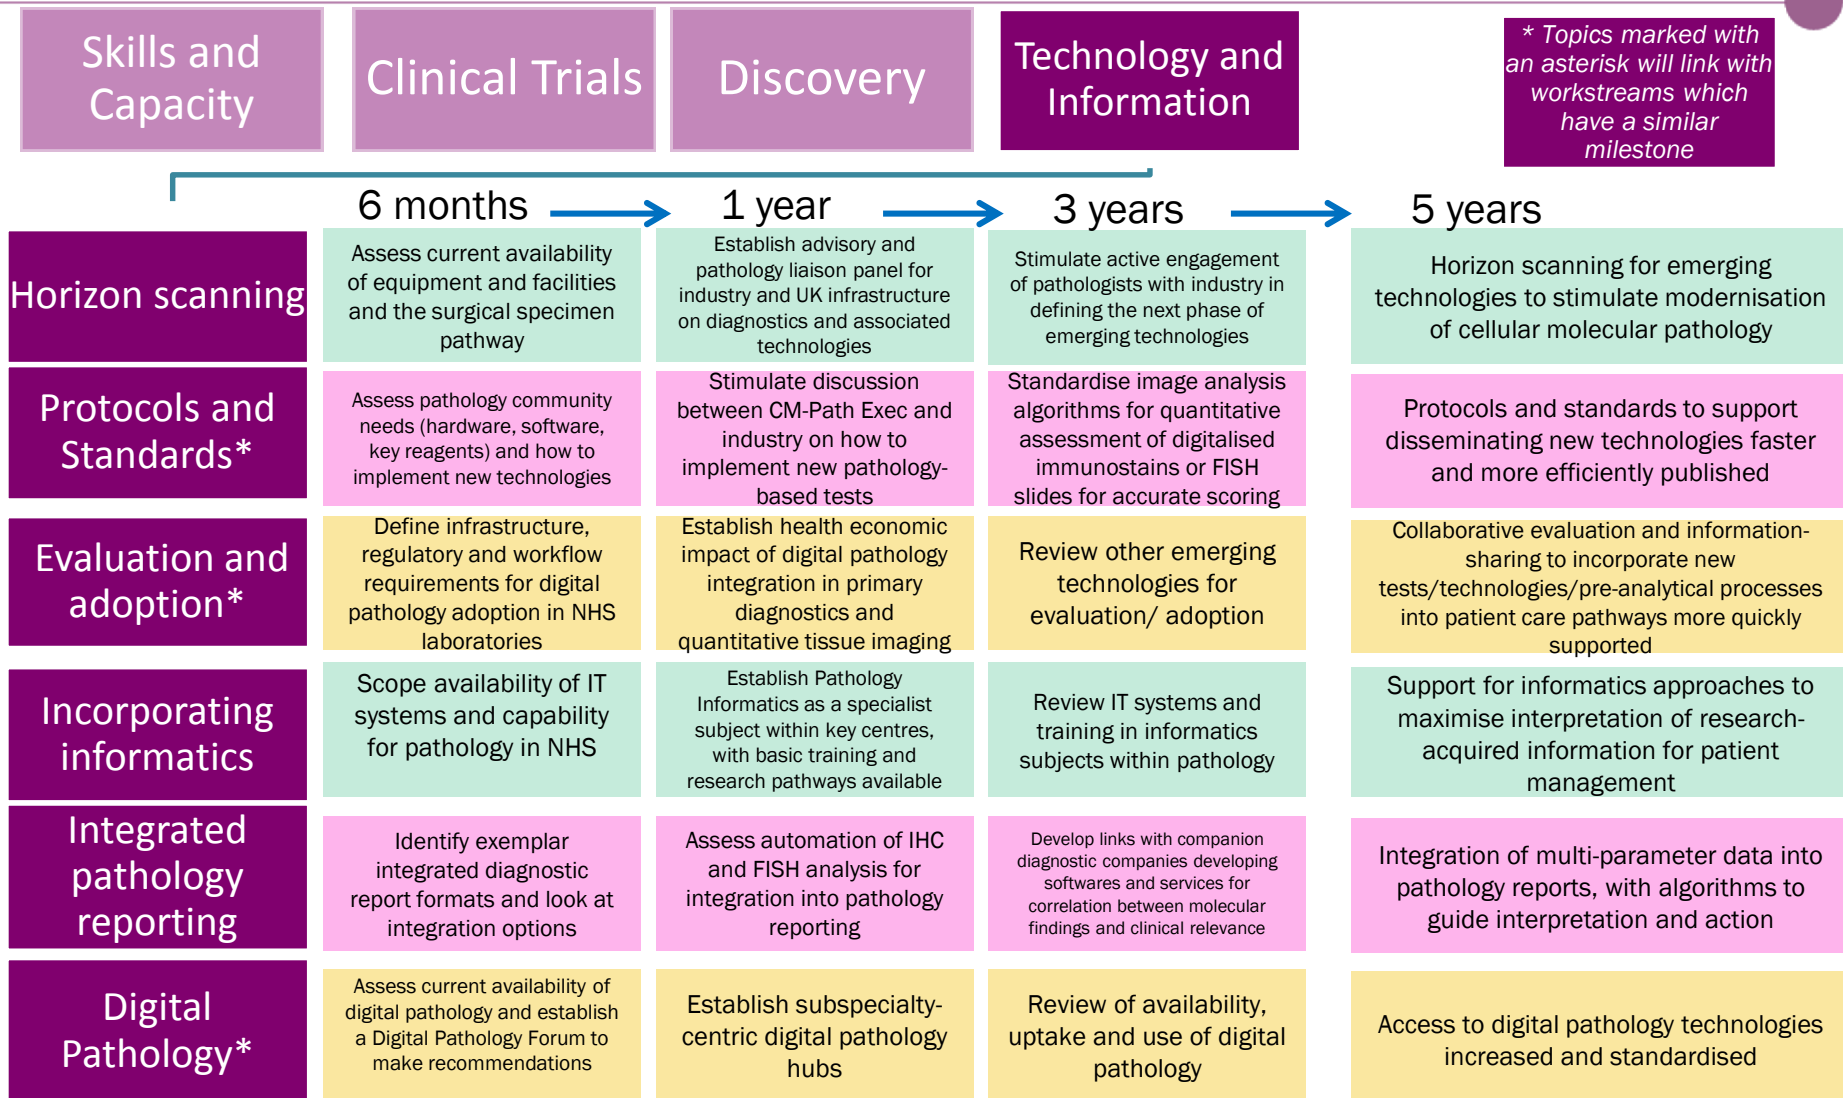 Skills and
Capacity
Clinical Trials
Discovery
Technology and
Information
* Topics marked with
an asterisk will link with
workstreams which
have a similar
milestone
6 months
1 year
3 years
5 years
Horizon scanning
Assess current availability
of equipment and facilities
and the surgical specimen
pathway
Establish advisory and
pathology liaison panel for
industry and UK infrastructure
on diagnostics and associated
technologies
Stimulate active engagement
of pathologists with industry in
defining the next phase of
emerging technologies
Horizon scanning for emerging
technologies to stimulate modernisation
of cellular molecular pathology
Protocols and
Standards*
Assess pathology community
needs (hardware, software,
key reagents) and how to
implement new technologies
Stimulate discussion
between CM-Path Exec and
industry on how to
implement new pathology-
based tests
Standardise image analysis
algorithms for quantitative
assessment of digitalised
immunostains or FISH
slides for accurate scoring
Protocols and standards to support
disseminating new technologies faster
and more efficiently published
Evaluation and
adoption*
Define infrastructure,
regulatory and workflow
requirements for digital
pathology adoption in NHS
laboratories
Establish health economic
impact of digital pathology
integration in primary
diagnostics and
quantitative tissue imaging
Review other emerging
technologies for
evaluation/ adoption
Collaborative evaluation and information-
sharing to incorporate new
tests/technologies/pre-analytical processes
into patient care pathways more quickly
supported
Incorporating
informatics
Scope availability of IT
systems and capability
for pathology in NHS
Establish Pathology
Informatics as a specialist
subject within key centres,
with basic training and
research pathways available
Review IT systems and
training in informatics
subjects within pathology
Support for informatics approaches to
maximise interpretation of research-
acquired information for patient
management
Integrated
pathology
reporting
Identify exemplar
integrated diagnostic
report formats and look at
integration options
Assess automation of IHC
and FISH analysis for
integration into pathology
reporting
Develop links with companion
diagnostic companies developing
softwares and services for
correlation between molecular
findings and clinical relevance
Integration of multi-parameter data into
pathology reports, with algorithms to
guide interpretation and action
Digital
Pathology*
Assess current availability of
digital pathology and establish
a Digital Pathology Forum to
make recommendations
Establish subspecialty-
centric digital pathology
hubs
Review of availability,
uptake and use of digital
pathology
Access to digital pathology technologies
increased and standardised